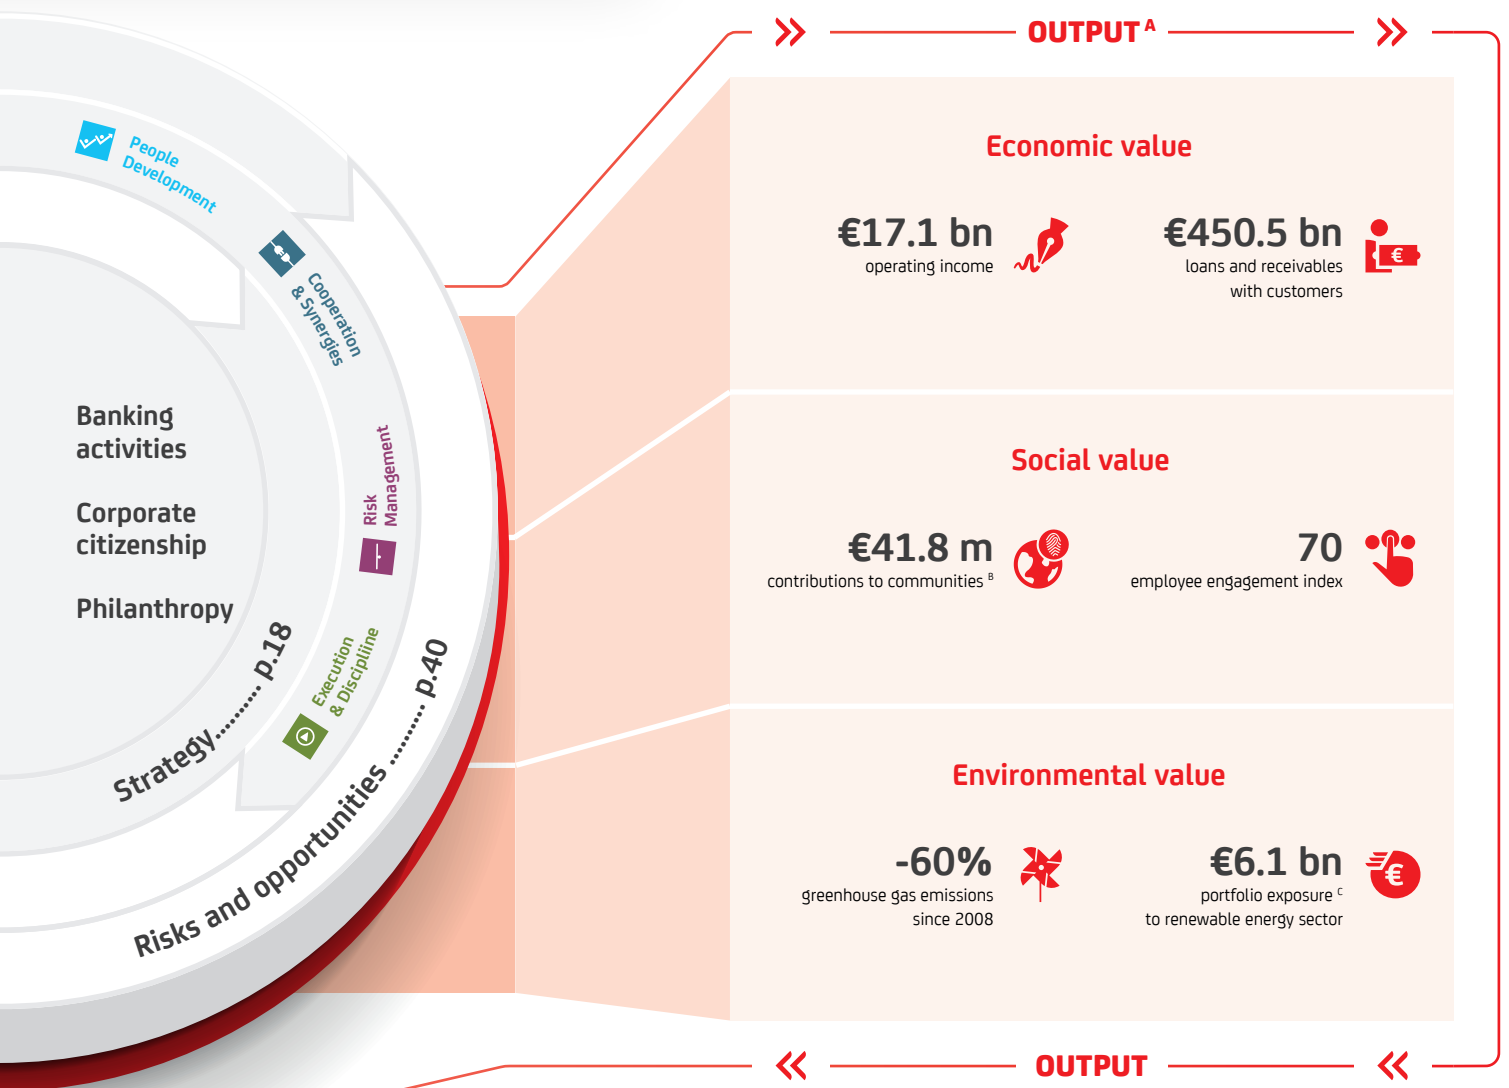 OUTPUT A
People
Development
Cooperation
& Synergies
Risk
Management
Execution
& Discipliine
Banking
activities
Corporate
citizenship
Philanthropy
Strategy......... p.18
Risks and opportunities .......... p.40
Economic value
€17.1 bn
operating income
€450.5 bn
loans and receivables
with customers
€
Social value
€41.8 m
contributions to communities B
70
employee engagement index
Environmental value
-60%
greenhouse gas emissions
since 2008
€6.1 bn
portfolio exposure C
to renewable energy sector
€
OUTPUT